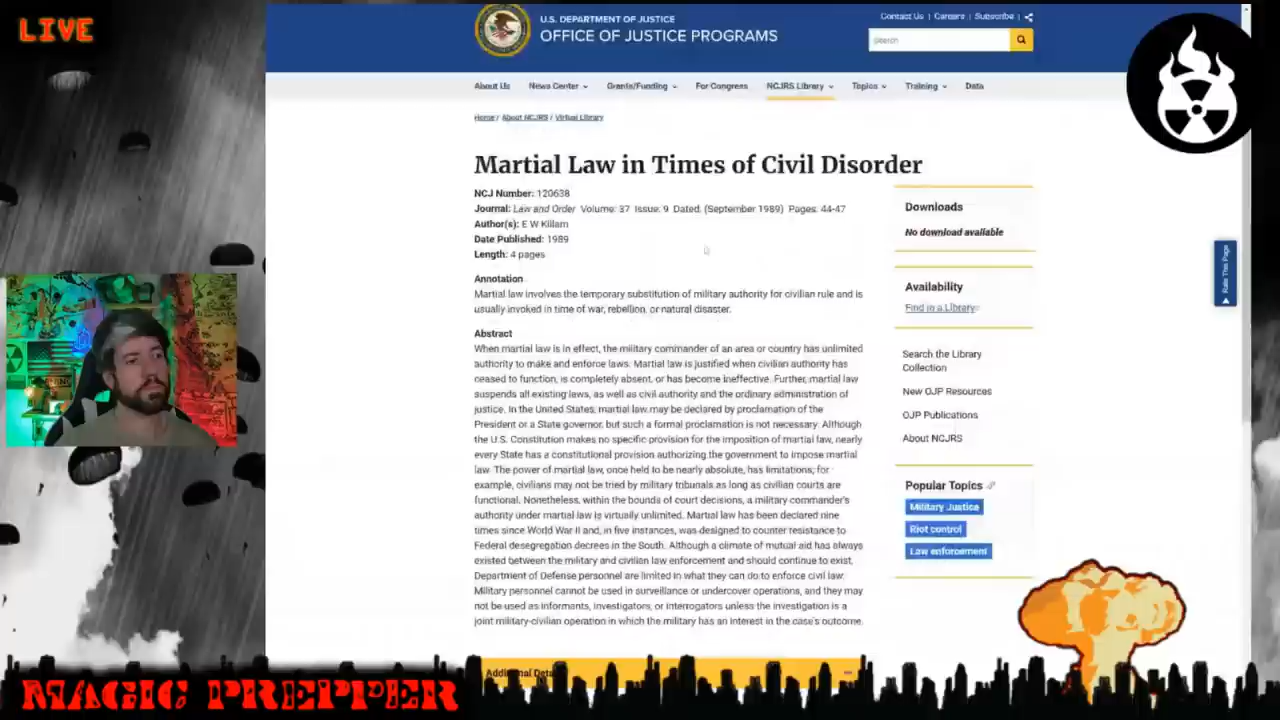 LIVE
U.S. DEPARTMENT OF JUSTICE
OFFICE OF JUSTICE PROGRAMS
Contact Us | Careers | Subscribe |
Search
About Us
News Center
Grants/Funding
For Congress
NCJRS Library
Topics
Training
Data
Home / About NCJRS / Virtual Library
Martial Law in Times of Civil Disorder
NCJ Number: 120638
Journal: Law and Order Volume: 37 Issue: 9 Dated: (September 1989) Pages: 44-47
Author(s): E W Killam
Date Published: 1989
Length: 4 pages
Annotation
Martial law involves the temporary substitution of military authority for civilian rule and is
usually invoked in time of war, rebellion, or natural disaster.
Abstract
When martial law is in effect, the military commander of an area or country has unlimited
authority to make and enforce laws. Martial law is justified when civilian authority has
ceased to function, is completely absent, or has become ineffective. Further, martial law
suspends all existing laws, as well as civil authority and the ordinary administration of
justice. In the United States, martial law may be declared by proclamation of the
President or a State governor, but such a formal proclamation is not necessary. Although
the U.S. Constitution makes no specific provision for the imposition of martial law, nearly
every State has a constitutional provision authorizing the government to impose martial
law. The power of martial law, once held to be nearly absolute, has limitations; for
example, civilians may not be tried by military tribunals as long as civilian courts are
functional. Nonetheless, within the bounds of court decisions, a military commander's
authority under martial law is virtually unlimited. Martial law has been declared nine
times since World War II and, in five instances, was designed to counter resistance to
Federal desegregation decrees in the South. Although a climate of mutual aid has always
existed between the military and civilian law enforcement and should continue to exist,
Department of Defense personnel are limited in what they can do to enforce civil law.
Military personnel cannot be used in surveillance or undercover operations, and they may
not be used as informants, investigators, or interrogators unless the investigation is a
joint military-civilian operation in which the military has an interest in the case's outcome.
Downloads
No download available
Availability
Find in a Library
Search the Library
Collection
New OJP Resources
OJP Publications
About NCJRS
Popular Topics
Military Justice
Riot control
Law enforcement
Rate This Page
Additional Deta
MAGIC PREPPER